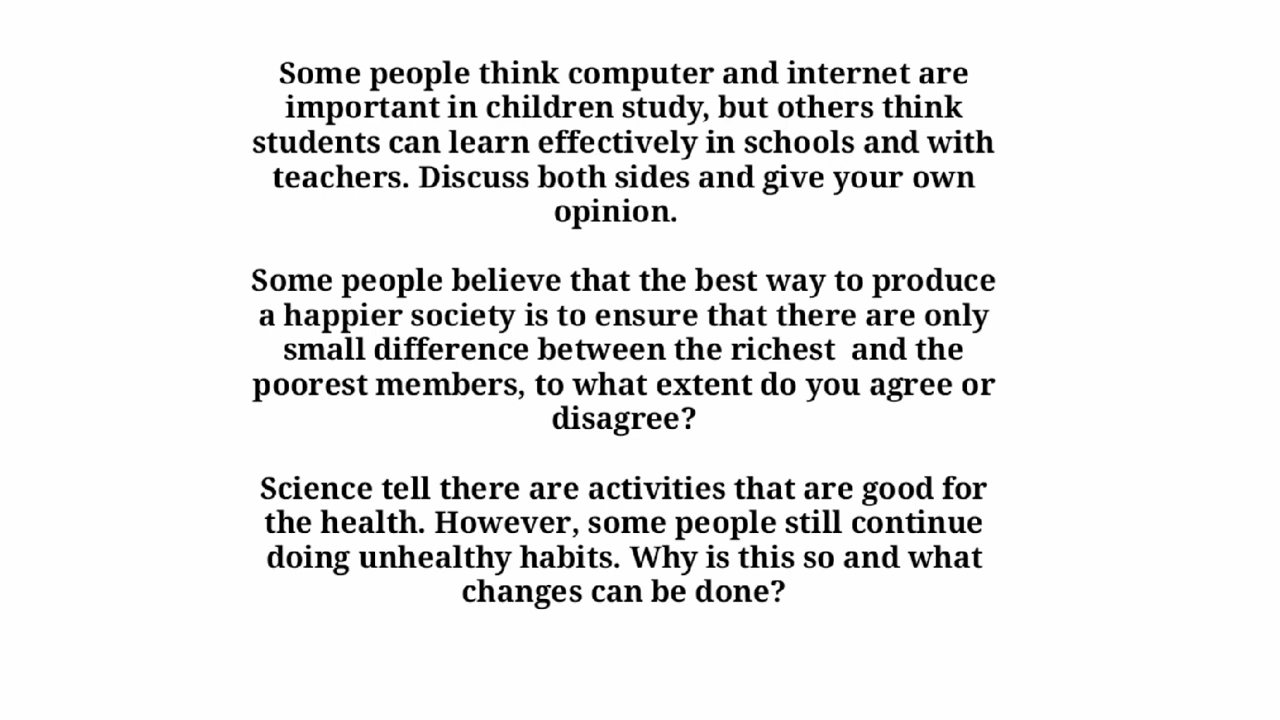 Some people think computer and internet are
important in children study, but others think
students can learn effectively in schools and with
teachers. Discuss both sides and give your own
opinion.
Some people believe that the best way to produce
a happier society is to ensure that there are only
small difference between the richest  and the
poorest members, to what extent do you agree or
disagree?
Science tell there are activities that are good for
the health. However, some people still continue
doing unhealthy habits. Why is this so and what
changes can be done?